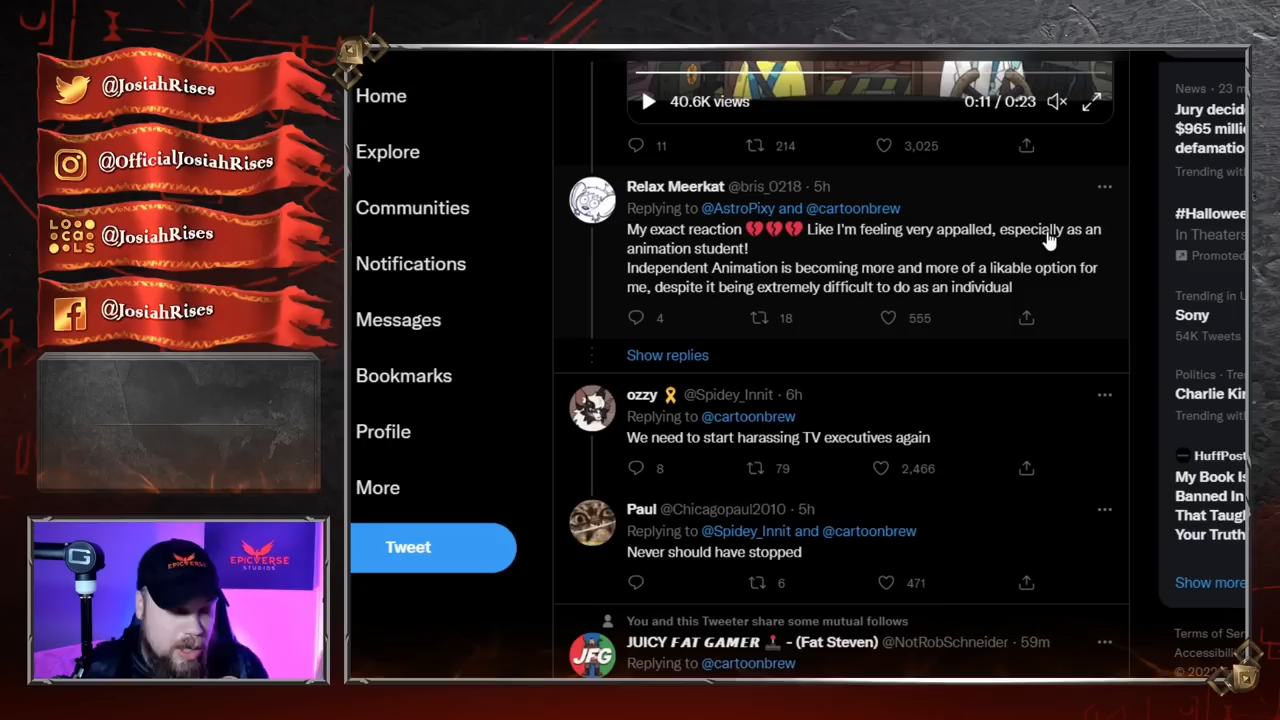 @JosiahRises
@OfficialJosiahRises
LOCALS
@JosiahRises
@JosiahRises
EPICVERSE
STUDIOS
Home
Explore
Communities
Notifications
Messages
Bookmarks
Profile
More
Tweet
40.6K views
0:11 / 0:23
11
214
3,025
Relax Meerkat @bris_0218 · 5h
Replying to @AstroPixy and @cartoonbrew
My exact reaction 💔💔💔 Like I'm feeling very appalled, especially as an
animation student!
Independent Animation is becoming more and more of a likable option for
me, despite it being extremely difficult to do as an individual
4
18
555
Show replies
ozzy 🎗 @Spidey_Innit · 6h
Replying to @cartoonbrew
We need to start harassing TV executives again
8
79
2,466
Paul @Chicagopaul2010 · 5h
Replying to @Spidey_Innit and @cartoonbrew
Never should have stopped
6
471
You and this Tweeter share some mutual follows
JUICY FAT GAMER 🕹 - (Fat Steven) @NotRobSchneider · 59m
JFG
Replying to @cartoonbrew
News · 23 m
Jury decid
$965 milli
defamatio
Trending wit
#Hallowee
In Theaters
Promoted
Trending in U
Sony
54K Tweets
Politics · Tre
Charlie Kir
Trending wit
HuffPost
My Book Is
Banned In
That Taug
Your Truth
Show more
Terms of Ser
Accessibili
© 2022